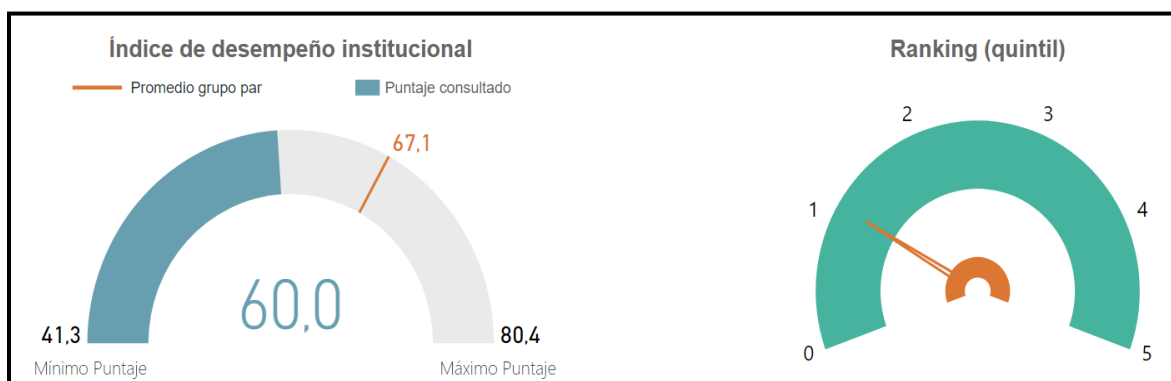 Índice de desempeño institucional
Promedio grupo par
Puntaje consultado
67,1
60,0
41,3
80,4
Mínimo Puntaje
Máximo Puntaje
Ranking (quintil)
2
3
1
4
0
5